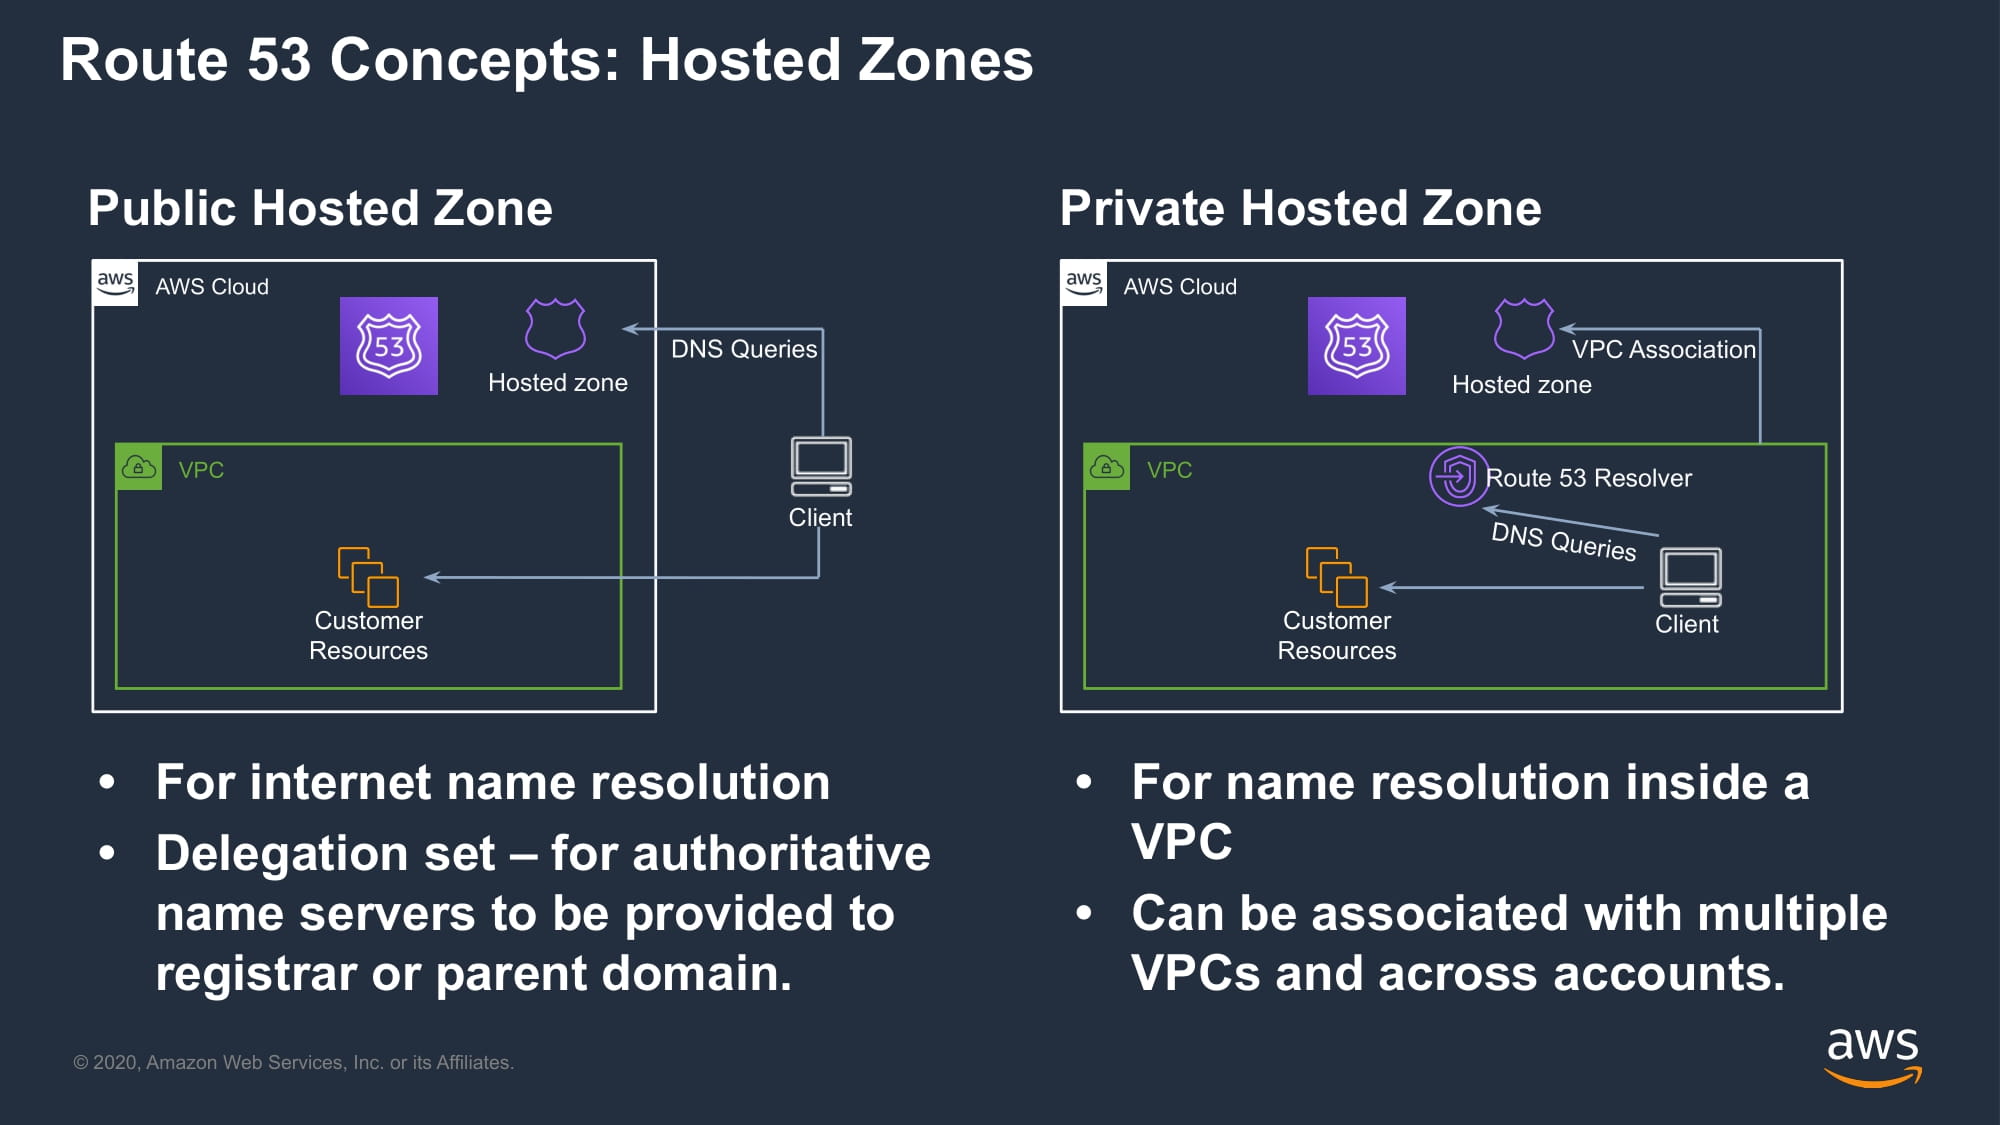 Route 53 Concepts: Hosted Zones
Public Hosted Zone
aws
AWS Cloud
53
Hosted zone
DNS Queries
VPC
Client
Customer
Resources
• For internet name resolution
• Delegation set – for authoritative
name servers to be provided to
registrar or parent domain.
Private Hosted Zone
aws
AWS Cloud
53
Hosted zone
VPC Association
VPC
Route 53 Resolver
DNS Queries
Client
Customer
Resources
• For name resolution inside a
VPC
• Can be associated with multiple
VPCs and across accounts.
© 2020, Amazon Web Services, Inc. or its Affiliates.
aws